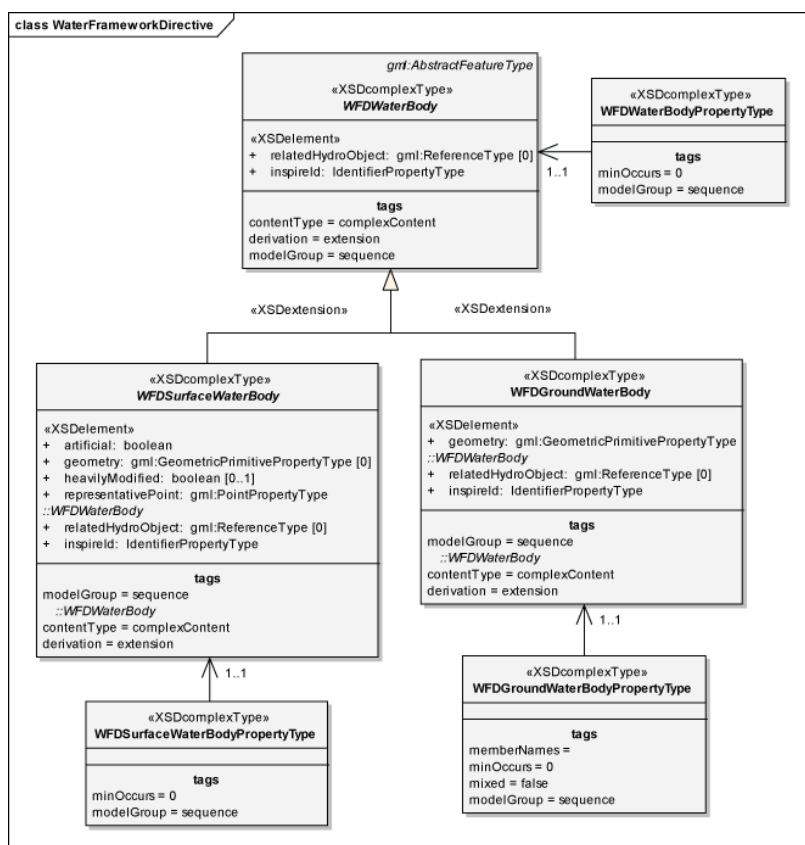 class WaterFrameworkDirective
gml:AbstractFeatureType
«XSDcomplexType»
WFDWaterBody
«XSDelement»
+ relatedHydroObject: gml:ReferenceType [0]
+ inspireId: IdentifierPropertyType
tags
contentType = complexContent
derivation = extension
modelGroup = sequence
«XSDcomplexType»
WFDWaterBodyPropertyType
tags
minOccurs = 0
modelGroup = sequence
1..1
«XSDextension»
«XSDextension»
«XSDcomplexType»
WFDSurfaceWaterBody
«XSDelement»
+ artificial: boolean
+ geometry: gml:GeometricPrimitivePropertyType [0]
+ heavilyModified: boolean [0..1]
+ representativePoint: gml:PointPropertyType
::WFDWaterBody
+ relatedHydroObject: gml:ReferenceType [0]
+ inspireId: IdentifierPropertyType
tags
modelGroup = sequence
::WFDWaterBody
contentType = complexContent
derivation = extension
1..1
«XSDcomplexType»
WFDSurfaceWaterBodyPropertyType
tags
minOccurs = 0
modelGroup = sequence
«XSDcomplexType»
WFDGroundWaterBody
«XSDelement»
+ geometry: gml:GeometricPrimitivePropertyType
::WFDWaterBody
+ relatedHydroObject: gml:ReferenceType [0]
+ inspireId: IdentifierPropertyType
tags
modelGroup = sequence
::WFDWaterBody
contentType = complexContent
derivation = extension
1..1
«XSDcomplexType»
WFDGroundWaterBodyPropertyType
tags
memberNames =
minOccurs = 0
mixed = false
modelGroup = sequence